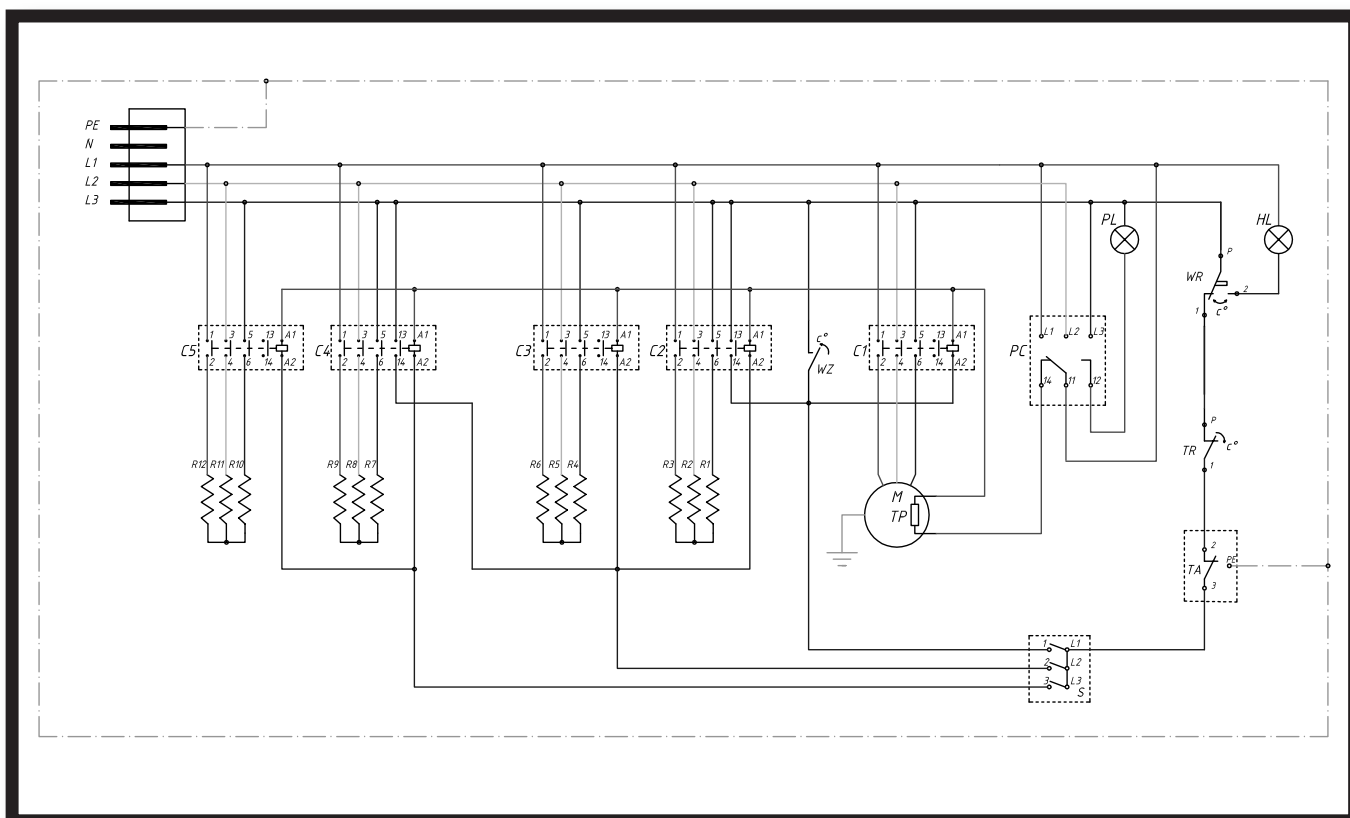 PE
N
L1
L2
L3
PL
HL
P
WR
2
c°
1
1 3 5 13 A1
C5
2 4 6 14 A2
1 3 5 13 A1
C4
2 4 6 14 A2
1 3 5 13 A1
C3
2 4 6 14 A2
1 3 5 13 A1
C2
2 4 6 14 A2
c°
WZ
1 3 5 13 A1
C1
2 4 6 14 A2
L1 L2 L3
PC
14 11 12
P
c°
TR
1
R12 R11 R10
R9 R8 R7
R6 R5 R4
R3 R2 R1
M
TP
2
PE
TA
3
1 L1
2 L2
3 L3
S